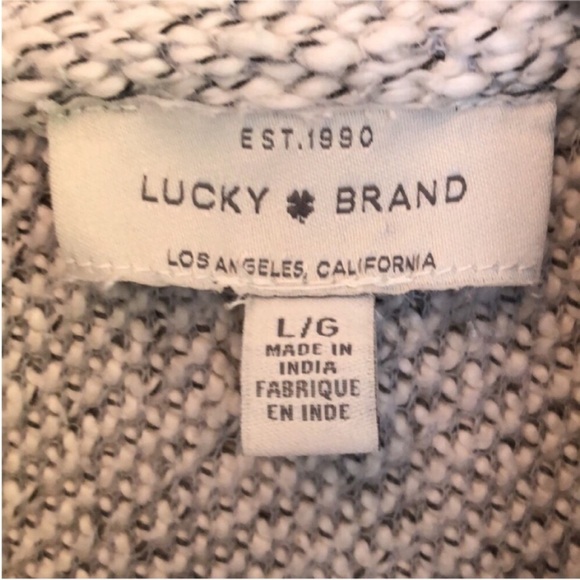 EST.1990
LUCKY BRAND
LOS ANGELES, CALIFORNIA
L/G
MADE IN
INDIA
FABRIQUE
EN INDE